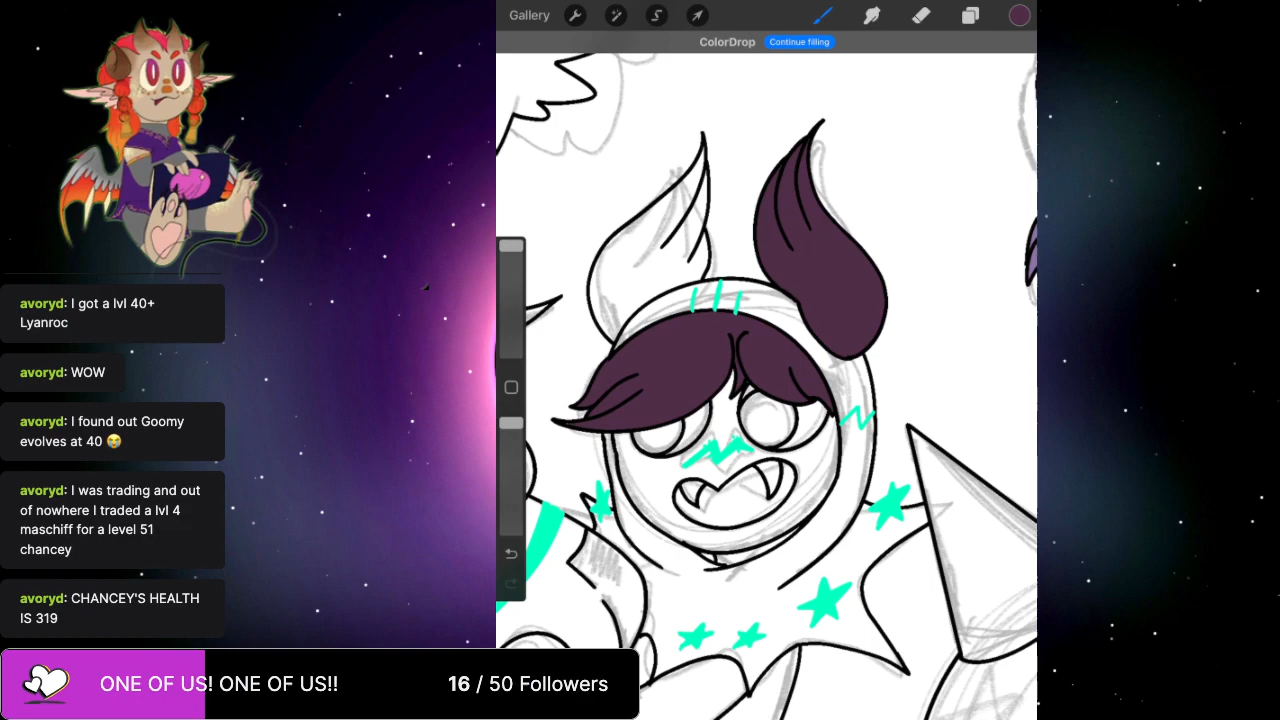 Gallery
ColorDrop Continue filling
avoryd: I got a lvl 40+
Lyanroc
avoryd: WOW
avoryd: I found out Goomy
evolves at 40 😭
avoryd: I was trading and out
of nowhere I traded a lvl 4
maschiff for a level 51
chancey
avoryd: CHANCEY'S HEALTH
IS 319
ONE OF US! ONE OF US!! 16 / 50 Followers